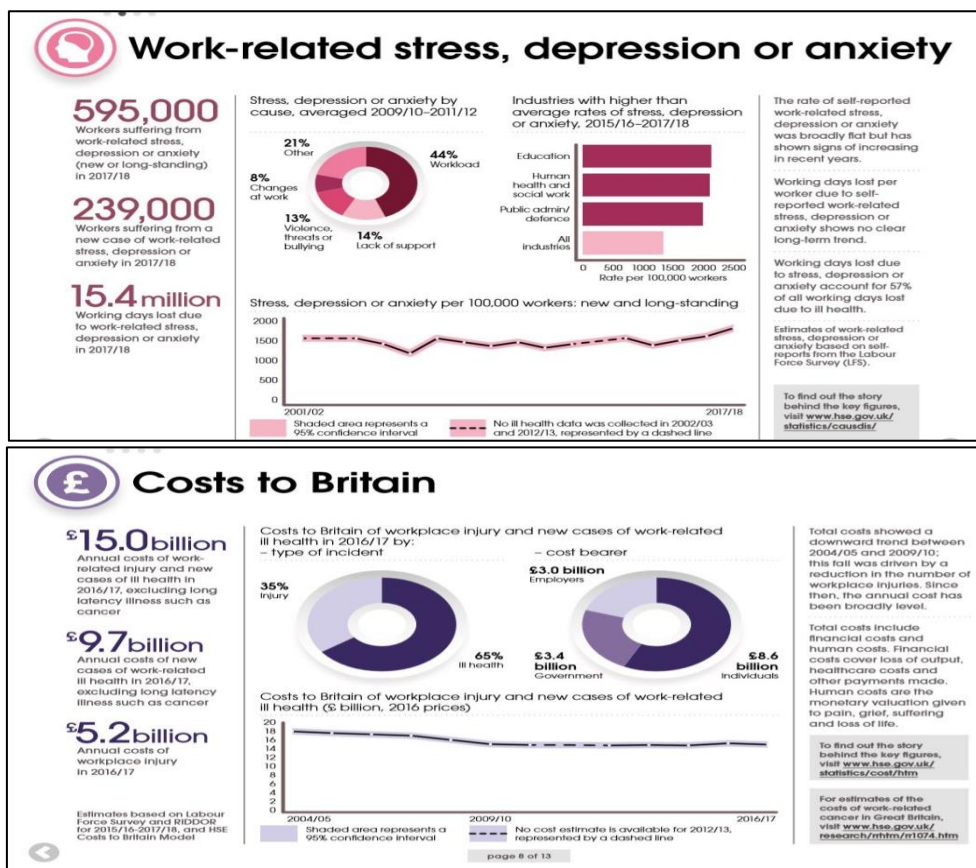 Work-related stress, depression or anxiety
595,000
Workers suffering from
work-related stress,
depression or anxiety
(new or long-standing)
in 2017/18
239,000
Workers suffering from a
new case of work-related
stress, depression or
anxiety in 2017/18
15.4 million
Working days lost due
to work-related stress,
depression or anxiety
in 2017/18
Stress, depression or anxiety by
cause, averaged 2009/10–2011/12
21%
Other
44%
Workload
8%
Changes
at work
13%
Violence,
threats or
bullying
14%
Lack of support
Industries with higher than
average rates of stress, depression
or anxiety, 2015/16–2017/18
Education
Human
health and
social work
Public admin/
defence
All
industries
0 500 1000 1500 2000 2500
Rate per 100,000 workers
Stress, depression or anxiety per 100,000 workers: new and long-standing
2000
1500
1000
500
0
2001/02 2017/18
Shaded area represents a
95% confidence interval
No ill health data was collected in 2002/03
and 2012/13, represented by a dashed line
The rate of self-reported
work-related stress,
depression or anxiety
was broadly flat but has
shown signs of increasing
in recent years.
Working days lost per
worker due to self-
reported work-related
stress, depression or
anxiety shows no clear
long-term trend.
Working days lost due
to stress, depression or
anxiety account for 57%
of all working days lost
due to ill health.
Estimates of work-related
stress, depression or
anxiety based on self-
reports from the Labour
Force Survey (LFS).
To find out the story
behind the key figures,
visit www.hse.gov.uk/
statistics/causdis/
£
Costs to Britain
£15.0 billion
Annual costs of work-
related injury and new
cases of ill health in
2016/17, excluding long
latency illness such as
cancer
£9.7 billion
Annual costs of new
cases of work-related
ill health in 2016/17,
excluding long latency
illness such as cancer
£5.2 billion
Annual costs of
workplace injury
in 2016/17
Estimates based on Labour
Force Survey and RIDDOR
for 2015/16-2017/18, and HSE
Costs to Britain Model
Costs to Britain of workplace injury and new cases of work-related
ill health in 2016/17 by:
– type of incident – cost bearer
35%
Injury
65%
Ill health
£3.0 billion
Employers
£3.4
billion
Government
£8.6
billion
Individuals
Costs to Britain of workplace injury and new cases of work-related
ill health (£ billion, 2016 prices)
20
18
16
14
12
10
8
6
4
2
0
2004/05 2009/10 2016/17
Shaded area represents a
95% confidence interval
No cost estimate is available for 2012/13,
represented by a dashed line
page 8 of 13
Total costs showed a
downward trend between
2004/05 and 2009/10;
this fall was driven by a
reduction in the number of
workplace injuries. Since
then, the annual cost has
been broadly level.
Total costs include
financial costs and
human costs. Financial
costs cover loss of output,
healthcare costs and
other payments made.
Human costs are the
monetary valuation given
to pain, grief, suffering
and loss of life.
To find out the story
behind the key figures,
visit www.hse.gov.uk/
statistics/cost/htm
For estimates of the
costs of work-related
cancer in Great Britain,
visit www.hse.gov.uk/
research/rrhtm/rr1074.htm